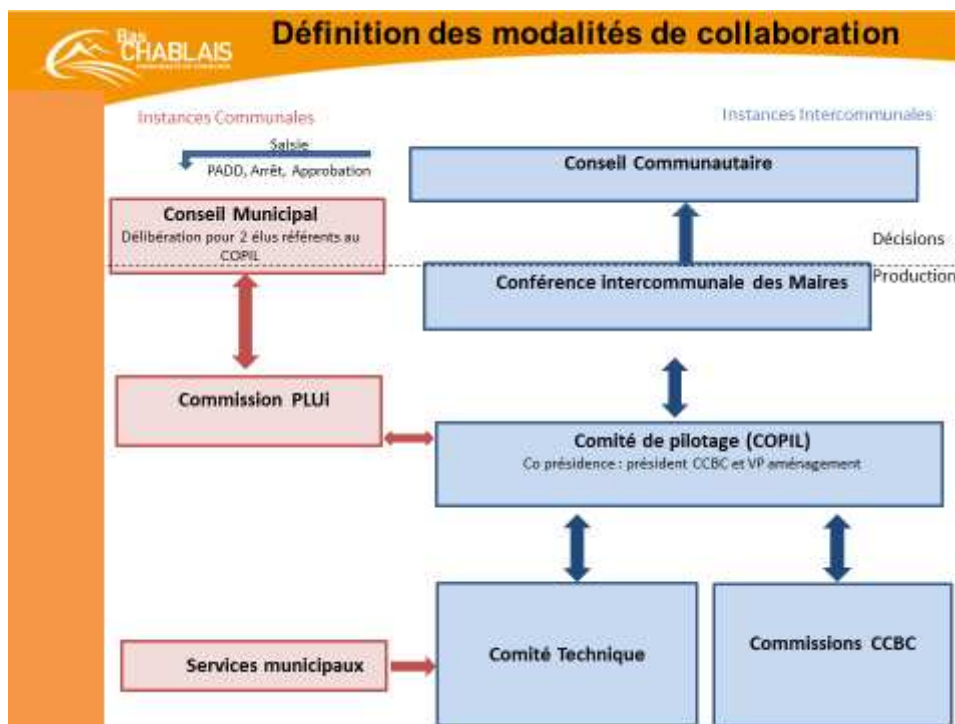 Bas
CHABLAIS
Définition des modalités de collaboration
Instances Communales
Instances Intercommunales
Saisie
PADD, Arrêt, Approbation
Conseil Communautaire
Conseil Municipal
Délibération pour 2 élus référents au
COPIL
Décisions
Production
Conférence intercommunale des Maires
Commission PLUi
Comité de pilotage (COPIL)
Co présidence : président CCBC et VP aménagement
Services municipaux
Comité Technique
Commissions CCBC